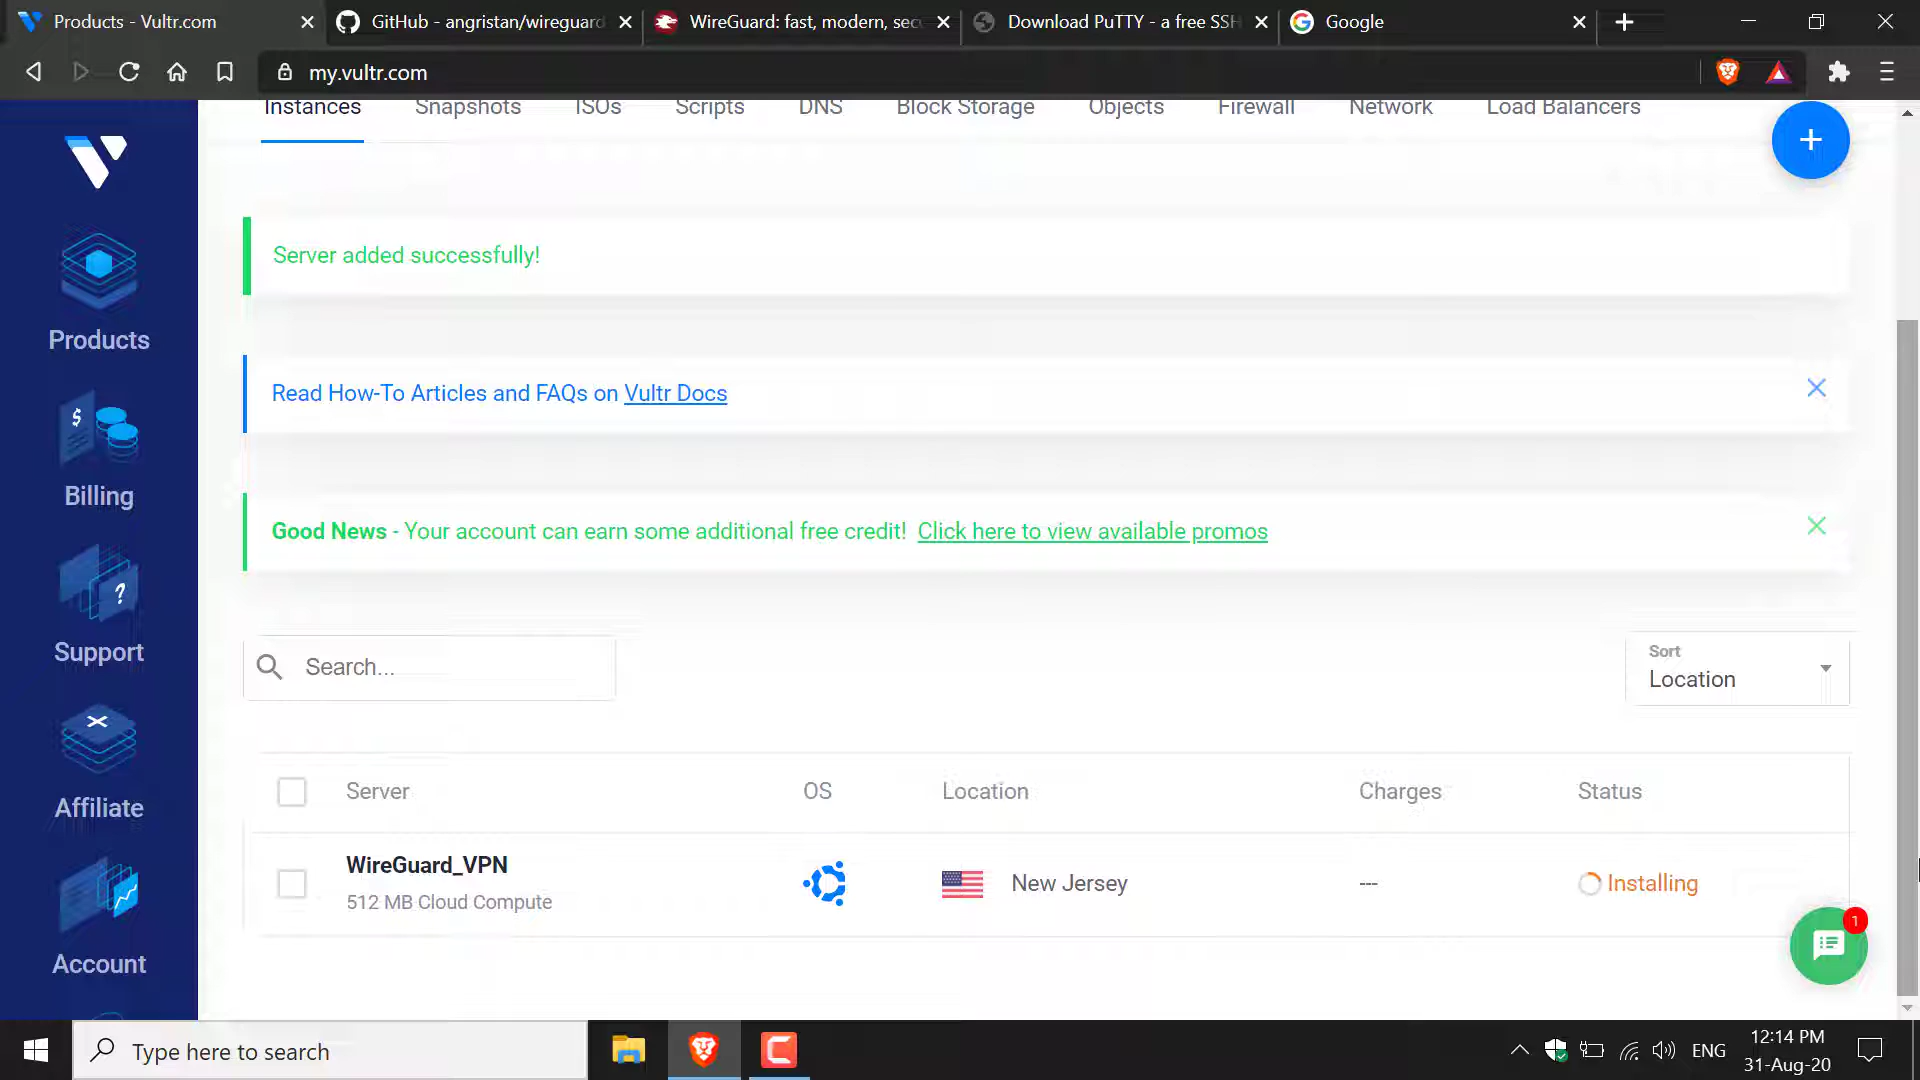 Products - Vultr.com
GitHub - angristan/wireguard
WireGuard: fast, modern, sec
Download PuTTY - a free SSH
Google
my.vultr.com
Instances
Snapshots
ISOs
Scripts
DNS
Block Storage
Objects
Firewall
Network
Load Balancers
Products
Billing
Support
Affiliate
Account
Server added successfully!
Read How-To Articles and FAQs on Vultr Docs
Good News - Your account can earn some additional free credit! Click here to view available promos
Search...
Sort
Location
Server
OS
Location
Charges
Status
WireGuard_VPN
512 MB Cloud Compute
New Jersey
---
Installing
1
Type here to search
ENG
12:14 PM
31-Aug-20